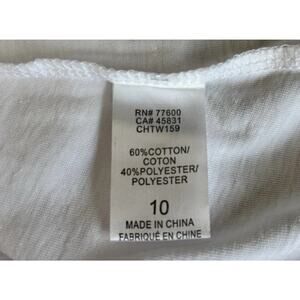 RN# 77600
CA# 45831
CHTW159
60%COTTON/
COTON
40%POLYESTER/
POLYESTER
10
MADE IN CHINA
FABRIQUÉ EN CHINE